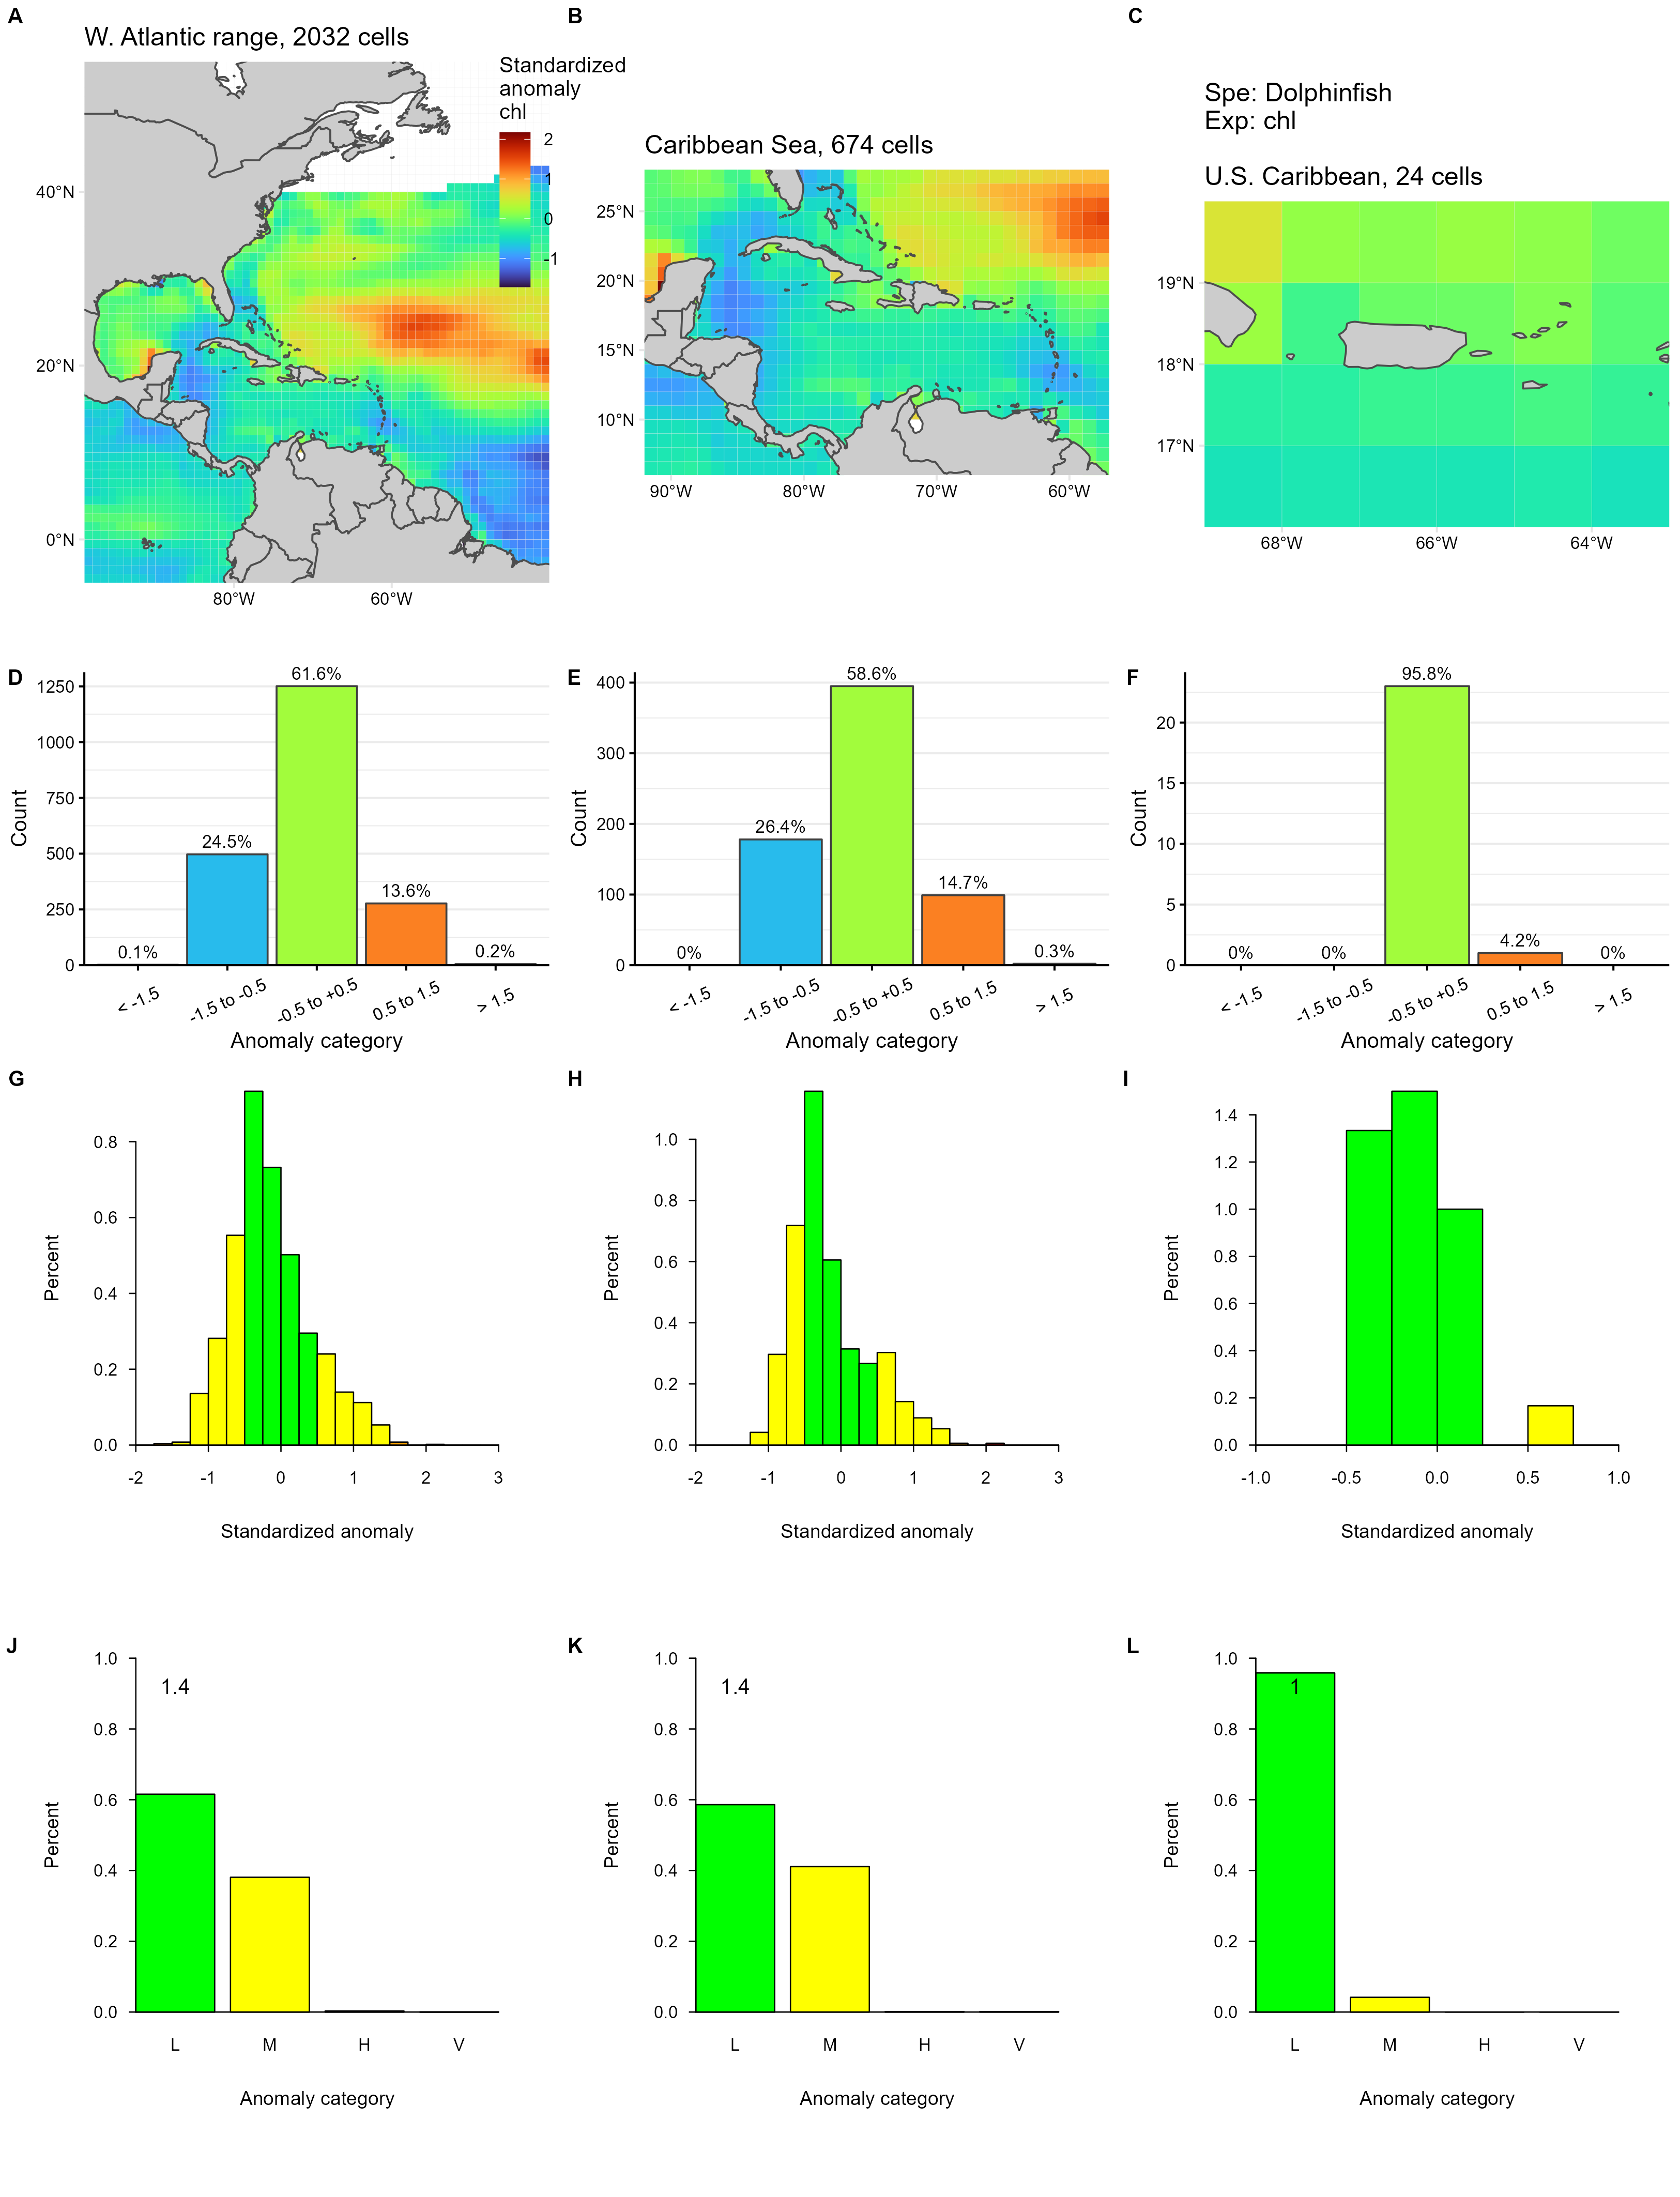 A
W. Atlantic range, 2032 cells
Standardized
anomaly
chl
2
1
0
-1
40°N
20°N
0°N
80°W
60°W
B
Caribbean Sea, 674 cells
25°N
20°N
15°N
10°N
90°W
80°W
70°W
60°W
C
Spe: Dolphinfish
Exp: chl
U.S. Caribbean, 24 cells
19°N
18°N
17°N
68°W
66°W
64°W
D
Count
1250
1000
750
500
250
0
0.1%
24.5%
61.6%
13.6%
0.2%
< -1.5
-1.5 to -0.5
-0.5 to +0.5
0.5 to 1.5
> 1.5
Anomaly category
E
Count
400
300
200
100
0
0%
26.4%
58.6%
14.7%
0.3%
< -1.5
-1.5 to -0.5
-0.5 to +0.5
0.5 to 1.5
> 1.5
Anomaly category
F
Count
20
15
10
5
0
0%
0%
95.8%
4.2%
0%
< -1.5
-1.5 to -0.5
-0.5 to +0.5
0.5 to 1.5
> 1.5
Anomaly category
G
Percent
0.8
0.6
0.4
0.2
0.0
-2
-1
0
1
2
3
Standardized anomaly
H
Percent
1.0
0.8
0.6
0.4
0.2
0.0
-2
-1
0
1
2
3
Standardized anomaly
I
Percent
1.4
1.2
1.0
0.8
0.6
0.4
0.2
0.0
-1.0
-0.5
0.0
0.5
1.0
Standardized anomaly
J
Percent
1.0
0.8
0.6
0.4
0.2
0.0
1.4
L
M
H
V
Anomaly category
K
Percent
1.0
0.8
0.6
0.4
0.2
0.0
1.4
L
M
H
V
Anomaly category
L
Percent
1.0
0.8
0.6
0.4
0.2
0.0
1
L
M
H
V
Anomaly category